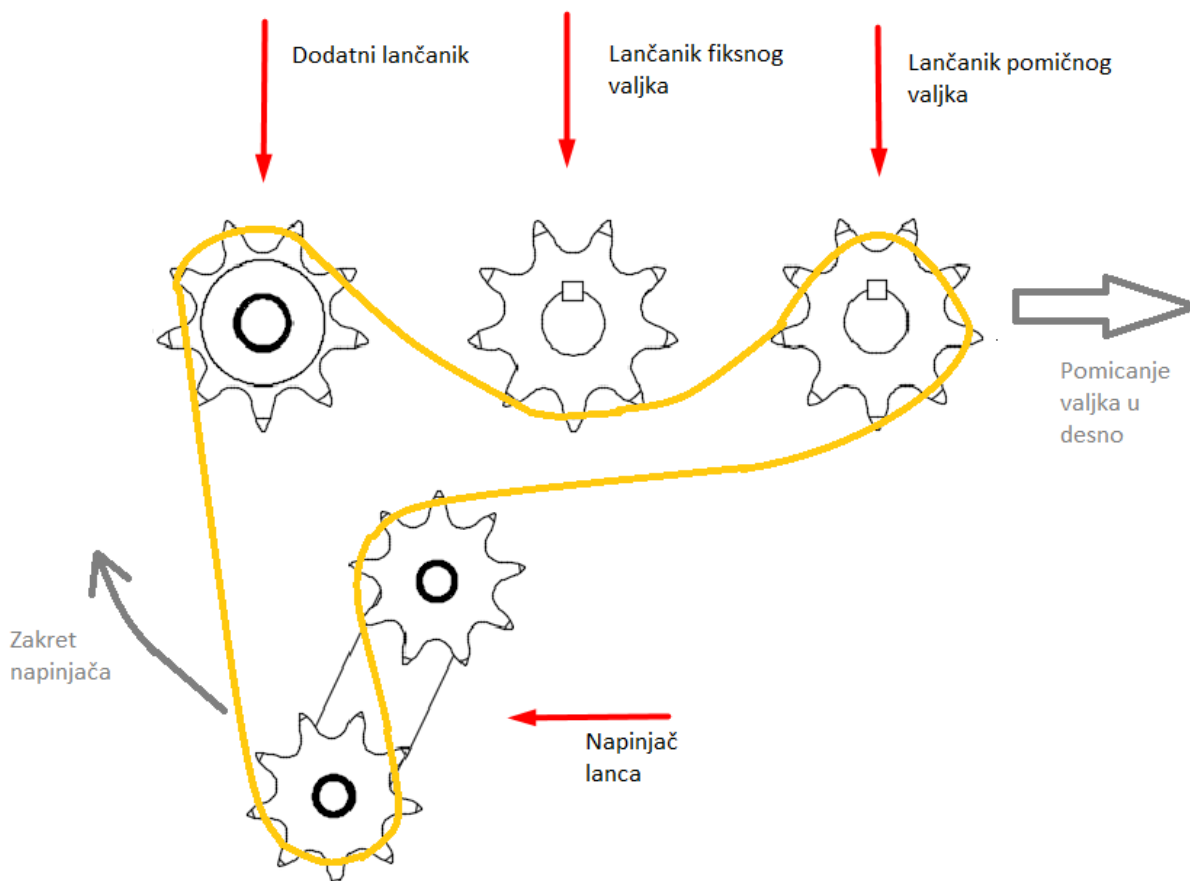 Dodatni lančanik
Lančanik fiksnog
valjka
Lančanik pomičnog
valjka
Pomicanje
valjka u
desno
Zakret
napinjača
Napinjač
lanca